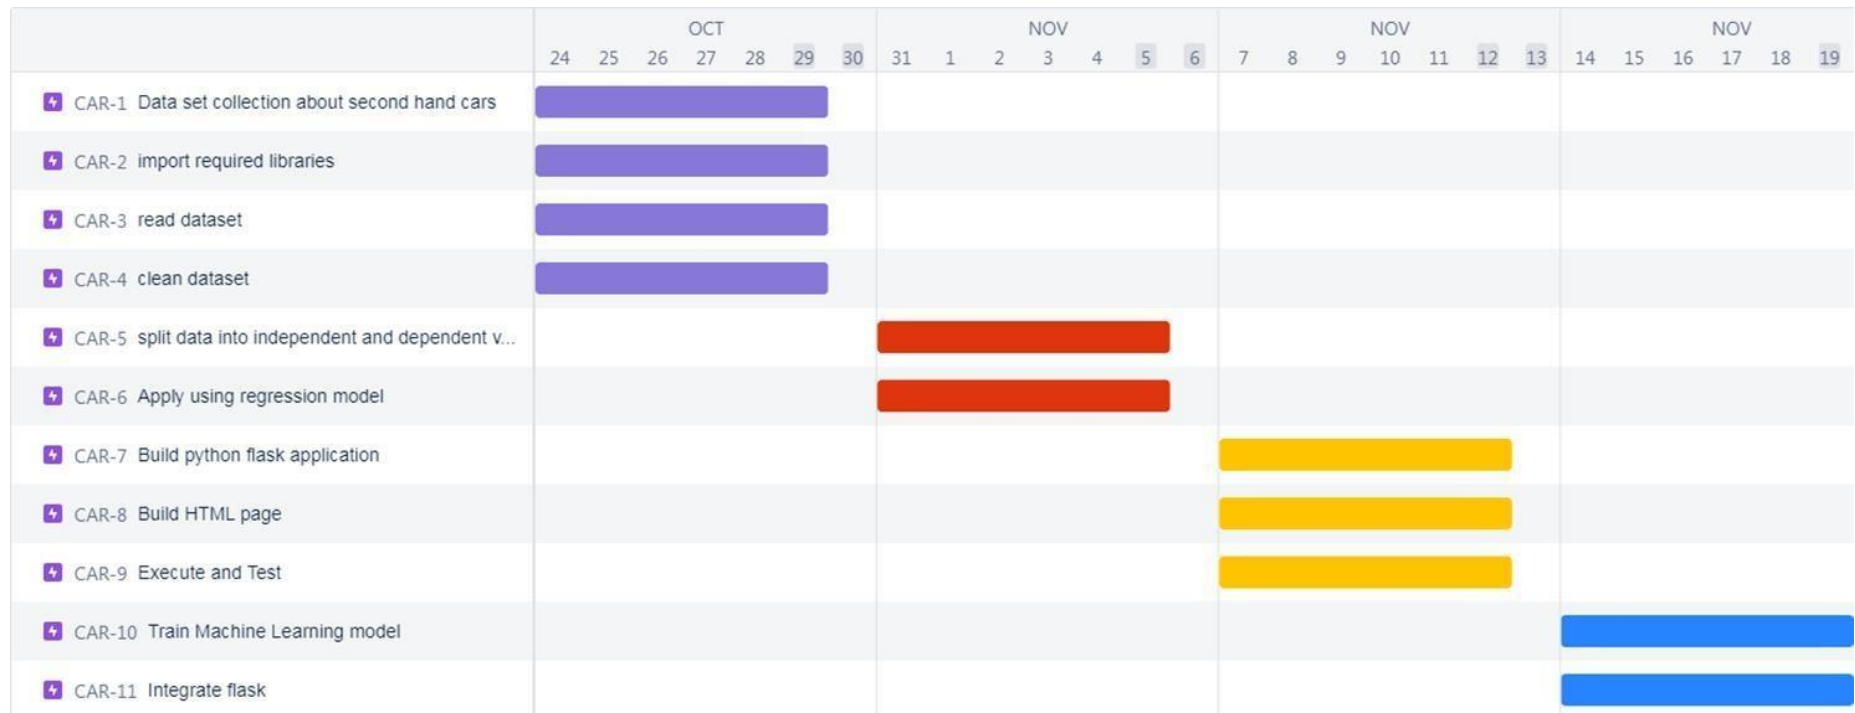 OCT NOV NOV NOV
24 25 26 27 28 29 30 31 1 2 3 4 5 6 7 8 9 10 11 12 13 14 15 16 17 18 19
CAR-1 Data set collection about second hand cars
CAR-2 import required libraries
CAR-3 read dataset
CAR-4 clean dataset
CAR-5 split data into independent and dependent v...
CAR-6 Apply using regression model
CAR-7 Build python flask application
CAR-8 Build HTML page
CAR-9 Execute and Test
CAR-10 Train Machine Learning model
CAR-11 Integrate flask